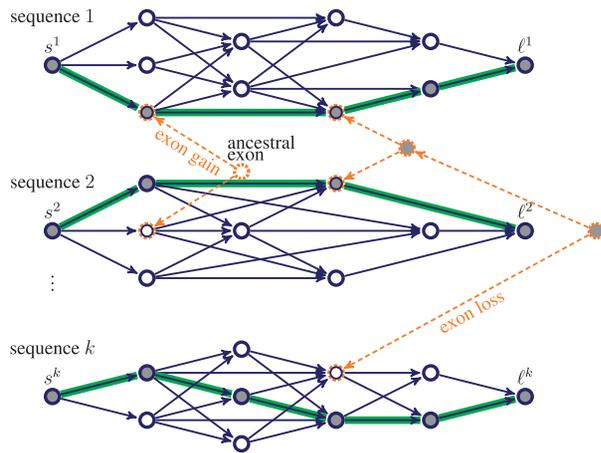 sequence 1
s¹
ℓ¹
exon gain
ancestral
exon
sequence 2
s²
ℓ²
⋮
exon loss
sequence k
sᵏ
ℓᵏ